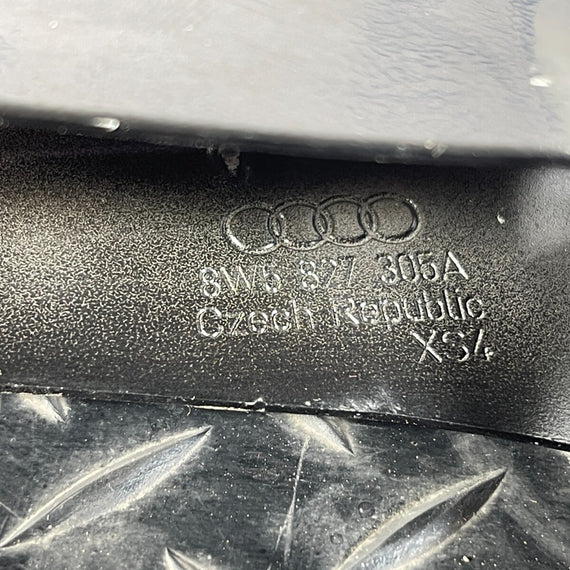 8W5 827 305A
Czech Republic
XS4